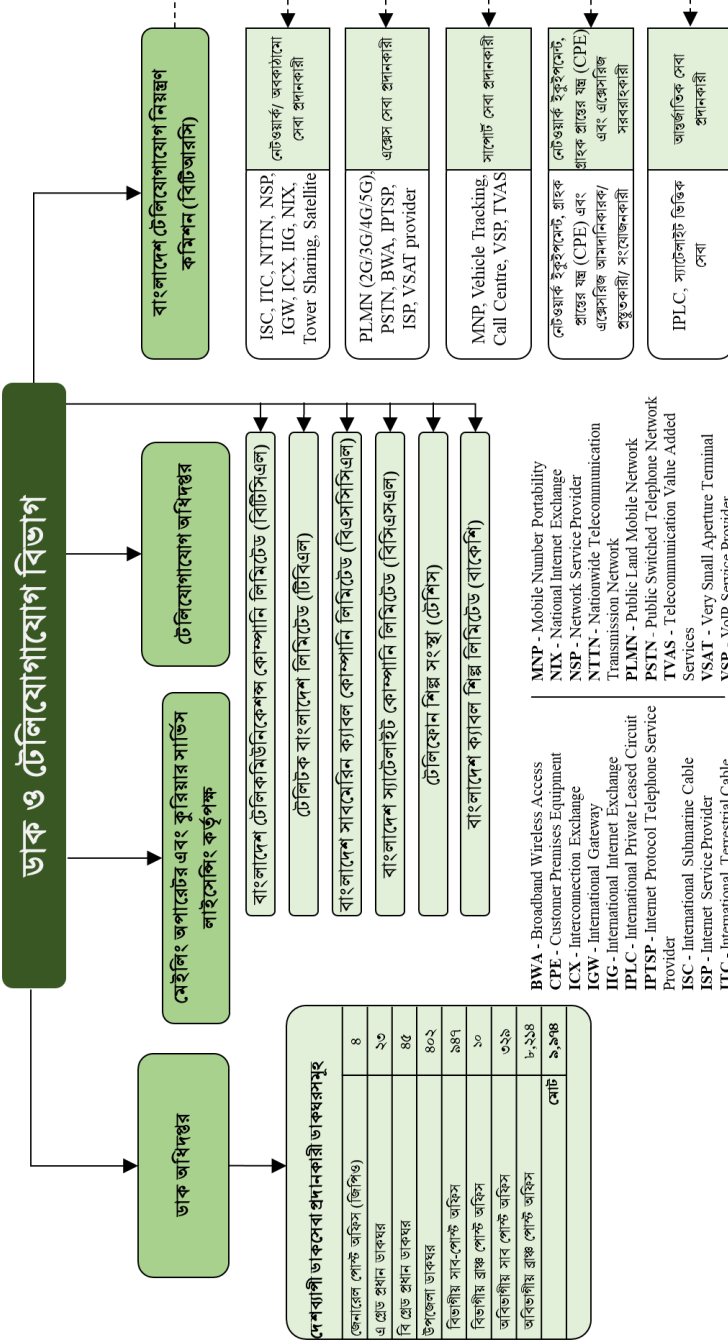 ডাক ও টেলিযোগাযোগ বিভাগ
ডাক অধিদপ্তর
মেইলিং অপারেটর এবং কুরিয়ার সার্ভিস
লাইসেন্সিং কর্তৃপক্ষ
টেলিযোগাযোগ অধিদপ্তর
বাংলাদেশ টেলিযোগাযোগ নিয়ন্ত্রণ
কমিশন (বিটিআরসি)
দেশব্যাপী ডাকসেবা প্রদানকারী ডাকঘরসমূহ
জেনারেল পোস্ট অফিস (জিপিও) ৪
এ গ্রেড প্রধান ডাকঘর ২৩
বি গ্রেড প্রধান ডাকঘর ৪৫
উপজেলা ডাকঘর ৪০২
বিভাগীয় সাব-পোস্ট অফিস ৯৪৭
বিভাগীয় ব্রাঞ্চ পোস্ট অফিস ১০
অবিভাগীয় সাব পোস্ট অফিস ৩২৯
অবিভাগীয় ব্রাঞ্চ পোস্ট অফিস ৮,২১৪
মোট ৯,৯৭৪
বাংলাদেশ টেলিকমিউনিকেশন্স কোম্পানি লিমিটেড (বিটিসিএল)
টেলিটক বাংলাদেশ লিমিটেড (টিবিএল)
বাংলাদেশ সাবমেরিন ক্যাবল কোম্পানি লিমিটেড (বিএসসিসিএল)
বাংলাদেশ স্যাটেলাইট কোম্পানি লিমিটেড (বিসিএসএল)
টেলিফোন শিল্প সংস্থা (টেশিস)
বাংলাদেশ ক্যাবল শিল্প লিমিটেড (বাকেশি)
ISC, ITC, NTTN, NSP,
IGW, ICX, IIG, NIX,
Tower Sharing, Satellite
নেটওয়ার্ক/ অবকাঠামো
সেবা প্রদানকারী
PLMN (2G/3G/4G/5G),
PSTN, BWA, IPTSP,
ISP, VSAT provider
এক্সেস সেবা প্রদানকারী
MNP, Vehicle Tracking,
Call Centre, VSP, TVAS
সাপোর্ট সেবা প্রদানকারী
নেটওয়ার্ক ইকুইপমেন্ট, গ্রাহক
প্রান্তের যন্ত্র (CPE) এবং
এক্সেসরিজ আমদানিকারক/
প্রস্তুতকারী/ সংযোজনকারী
নেটওয়ার্ক ইকুইপমেন্ট,
গ্রাহক প্রান্তের যন্ত্র (CPE)
এবং এক্সেসরিজ
সরবরাহকারী
IPLC, স্যাটেলাইট ভিত্তিক
সেবা
আন্তর্জাতিক সেবা
প্রদানকারী
BWA - Broadband Wireless Access
CPE - Customer Premises Equipment
ICX - Interconnection Exchange
IGW - International Gateway
IIG - International Internet Exchange
IPLC - International Private Leased Circuit
IPTSP - Internet Protocol Telephone Service
Provider
ISC - International Submarine Cable
ISP - Internet Service Provider
ITC - International Terrestrial Cable
MNP - Mobile Number Portability
NIX - National Internet Exchange
NSP - Network Service Provider
NTTN - Nationwide Telecommunication
Transmission Network
PLMN - Public Land Mobile Network
PSTN - Public Switched Telephone Network
TVAS - Telecommunication Value Added
Services
VSAT - Very Small Aperture Terminal
VSP - VoIP Service Provider